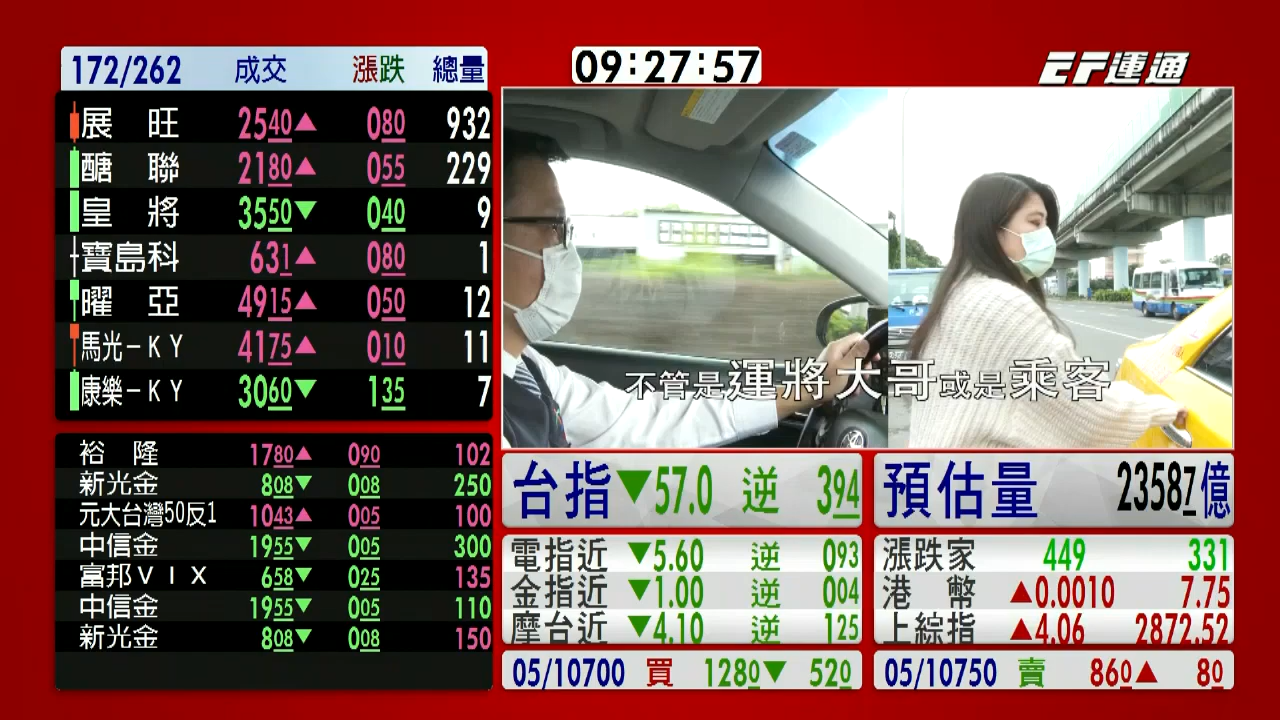 172/262 成交 漲跌 總量
展旺 2540▲ 080 932
醣聯 2180▲ 055 229
皇將 3550▼ 040 9
寶島科 631▲ 080 1
曜亞 4915▲ 050 12
馬光-KY 4175▲ 010 11
康樂-KY 3060▼ 135 7
裕隆 1780▲ 090 102
新光金 808▼ 008 250
元大台灣50反1 1043▲ 005 100
中信金 1955▼ 005 300
富邦VIX 658▼ 025 135
中信金 1955▼ 005 110
新光金 808▼ 008 150
09:27:57
EF運通
不管是運將大哥或是乘客
台指▼57.0 逆 394
電指近 ▼5.60 逆 093
金指近 ▼1.00 逆 004
摩台近 ▼4.10 逆 125
05/10700 買 1280▼ 520
預估量 23587億
漲跌家 449 331
港幣 ▲0.0010 7.75
上綜指 ▲4.06 2872.52
05/10750 賣 860▲ 80